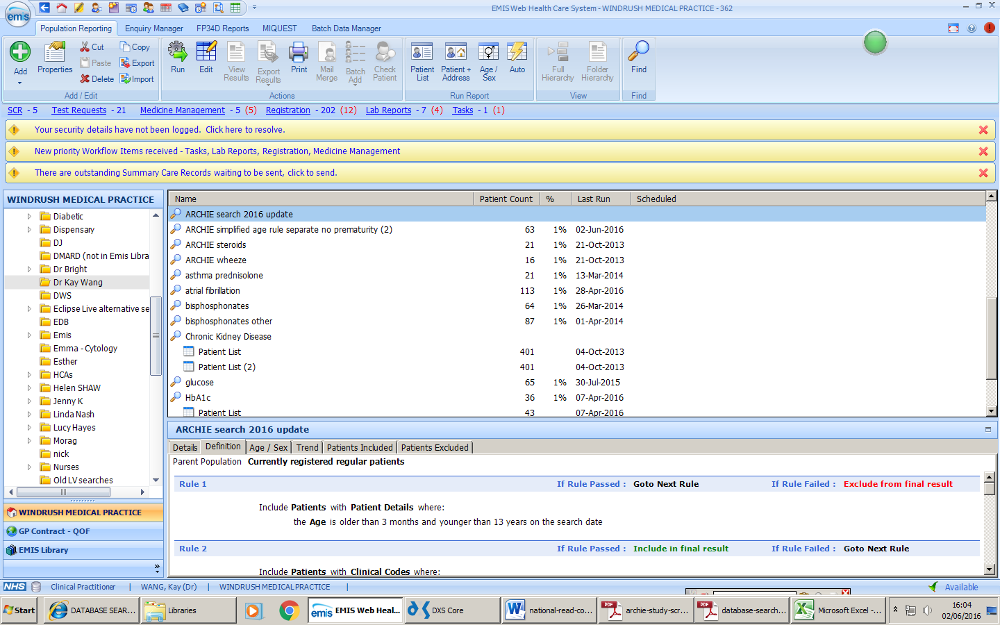 EMIS Web Health Care System - WINDRUSH MEDICAL PRACTICE - 362
emis
Population Reporting Enquiry Manager FP34D Reports MIQUEST Batch Data Manager
Add
Properties
Cut
Paste
Delete
Copy
Export
Import
Add / Edit
Run
Edit
View Results
Export Results
Print
Mail Merge
Batch Add
Check Patient
Actions
Patient List
Patient + Address
Age / Sex
Auto
Run Report
Full Hierarchy
Folder Hierarchy
View
Find
Find
SCR - 5 Test Requests - 21 Medicine Management - 5 (5) Registration - 202 (12) Lab Reports - 7 (4) Tasks - 1 (1)
Your security details have not been logged. Click here to resolve.
New priority Workflow Items received - Tasks, Lab Reports, Registration, Medicine Management
There are outstanding Summary Care Records waiting to be sent, click to send.
WINDRUSH MEDICAL PRACTICE
Diabetic
Dispensary
DJ
DMARD (not in Emis Libra
Dr Bright
Dr Kay Wang
DWS
Eclipse Live alternative se
EDB
Emis
Emma - Cytology
Esther
HCAs
Helen SHAW
Jenny K
Linda Nash
Lucy Hayes
Morag
nick
Nurses
Old LV searches
WINDRUSH MEDICAL PRACTICE
GP Contract - QOF
EMIS Library
Name Patient Count % Last Run Scheduled
ARCHIE search 2016 update
ARCHIE simplified age rule separate no prematurity (2) 63 1% 02-Jun-2016
ARCHIE steroids 21 1% 21-Oct-2013
ARCHIE wheeze 16 1% 21-Oct-2013
asthma prednisolone 21 1% 13-Mar-2014
atrial fibrillation 113 1% 28-Apr-2016
bisphosphonates 64 1% 26-Mar-2014
bisphosphonates other 87 1% 01-Apr-2014
Chronic Kidney Disease
Patient List 401 04-Oct-2013
Patient List (2) 401 04-Oct-2013
glucose 65 1% 30-Jul-2015
HbA1c 36 1% 07-Apr-2016
Patient List 43 07-Apr-2016
ARCHIE search 2016 update
Details Definition Age / Sex Trend Patients Included Patients Excluded
Parent Population Currently registered regular patients
Rule 1 If Rule Passed : Goto Next Rule If Rule Failed : Exclude from final result
Include Patients with Patient Details where:
the Age is older than 3 months and younger than 13 years on the search date
Rule 2 If Rule Passed : Include in final result If Rule Failed : Goto Next Rule
Include Patients with Clinical Codes where:
NHS Clinical Practitioner | WANG, Kay (Dr) | WINDRUSH MEDICAL PRACTICE | Available
Start DATABASE SEAR... Libraries emis EMIS Web Heal... DXS Core national-read-co... archie-study-scr... database-search... Microsoft Excel -... 16:04
02/06/2016